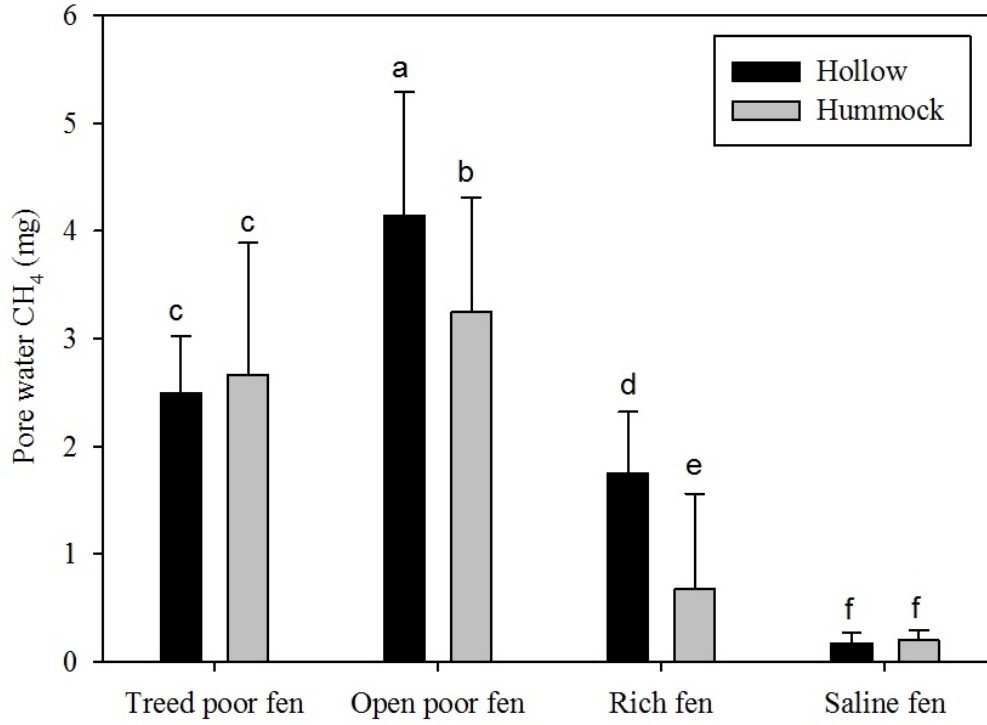 6
5
4
3
2
1
0
Pore water CH₄ (mg)
Hollow
Hummock
c
c
a
b
d
e
f
f
Treed poor fen
Open poor fen
Rich fen
Saline fen